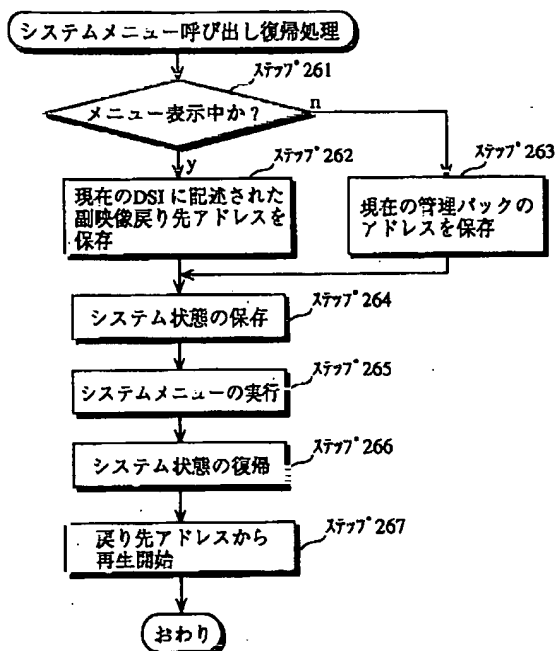 システムメニュー呼び出し復帰処理
ステップ261
メニュー表示中か?
n
y
ステップ262
現在のDSIに記述された
副映像戻り先アドレスを
保存
ステップ263
現在の管理パックの
アドレスを保存
ステップ264
システム状態の保存
ステップ265
システムメニューの実行
ステップ266
システム状態の復帰
ステップ267
戻り先アドレスから
再生開始
おわり